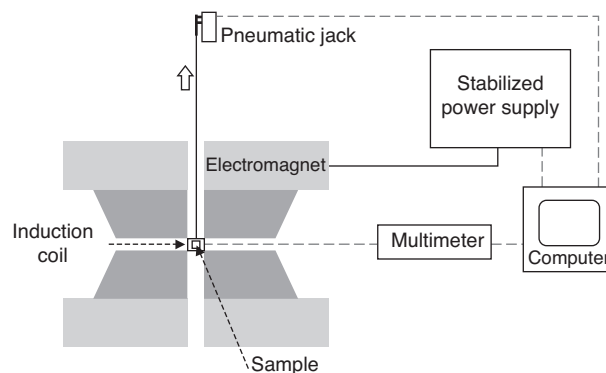 Pneumatic jack
Stabilized
power supply
Electromagnet
Induction
coil
Multimeter
Computer
Sample